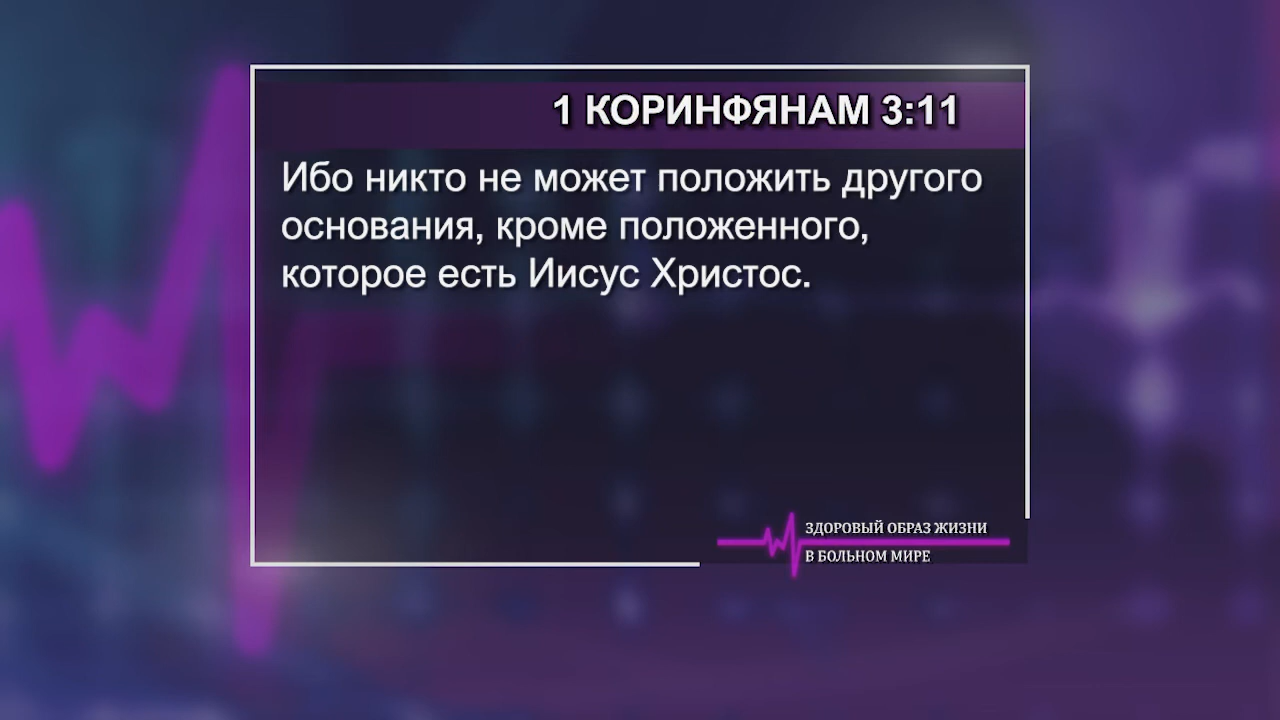 1 КОРИНФЯНАМ 3:11
Ибо никто не может положить другого
основания, кроме положенного,
которое есть Иисус Христос.
ЗДОРОВЫЙ ОБРАЗ ЖИЗНИ
В БОЛЬНОМ МИРЕ